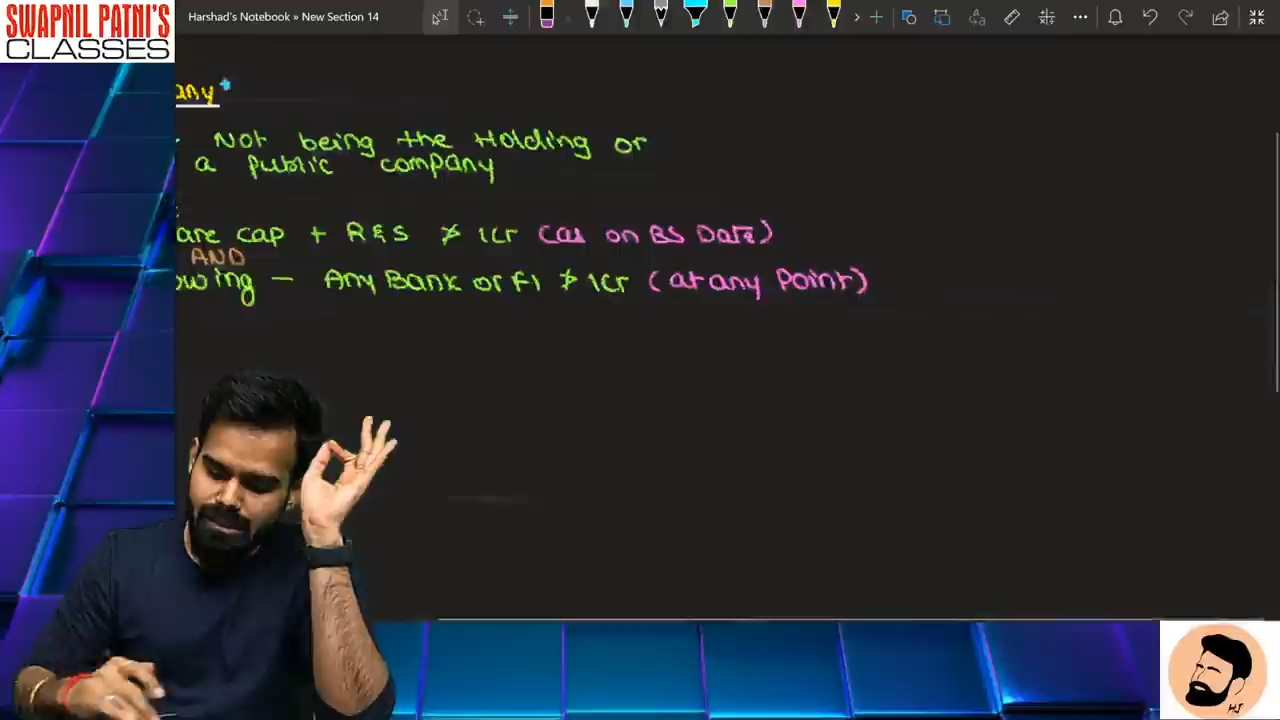 SWAPNIL PATNI'S
CLASSES
Harshad's Notebook » New Section 14
any*
Not being the Holding or
a public company
are cap + R&S ≯ 1cr (as on BS Date)
AND
owing - Any Bank or FI ≯ 1cr (at any Point)
HJ